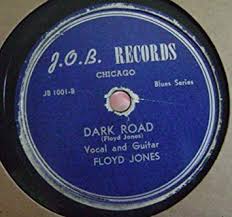 J.O.B. RECORDS
CHICAGO
JB 1001-B Blues Series
DARK ROAD
(Floyd Jones)
Vocal and Guitar
FLOYD JONES